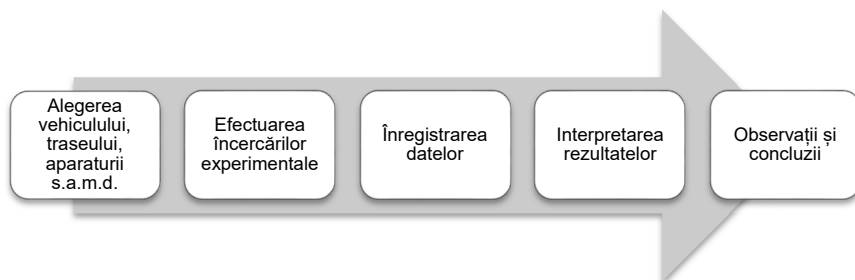 Alegerea
vehiculului,
traseului,
aparaturii
s.a.m.d.
Efectuarea
încercărilor
experimentale
Înregistrarea
datelor
Interpretarea
rezultatelor
Observații și
concluzii